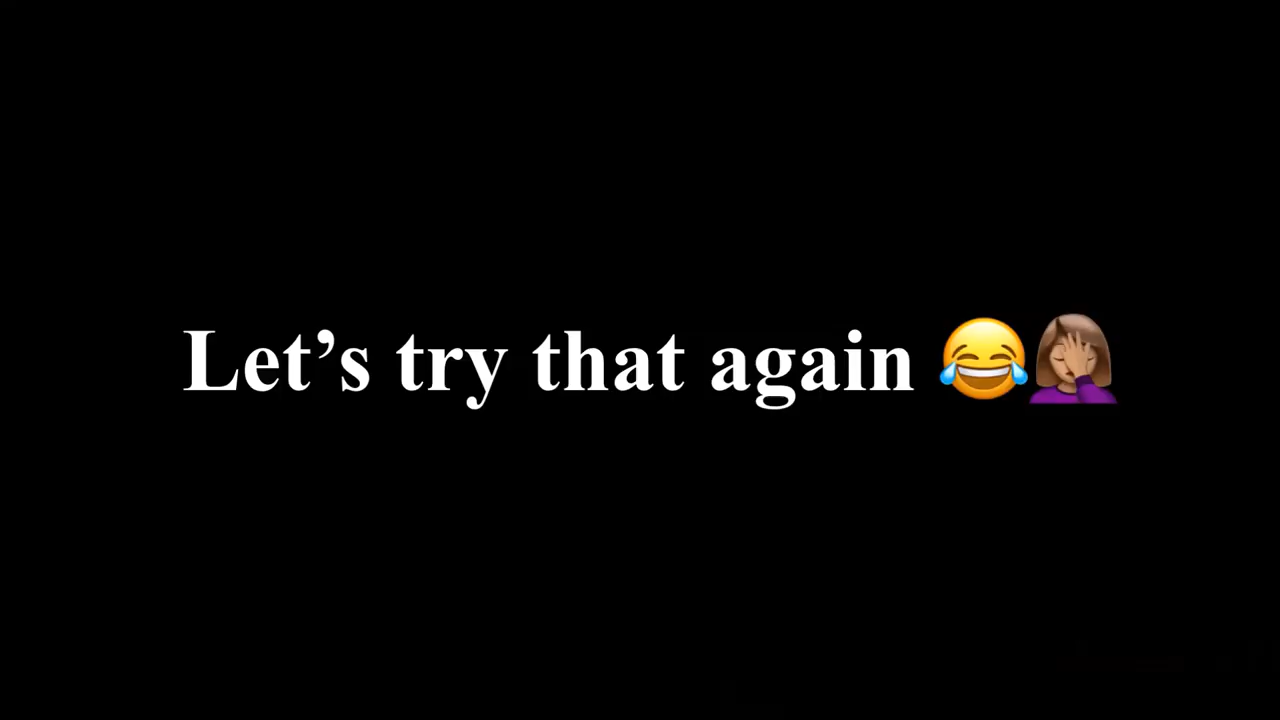 Let’s try that again 😂🤦🏽‍♀️